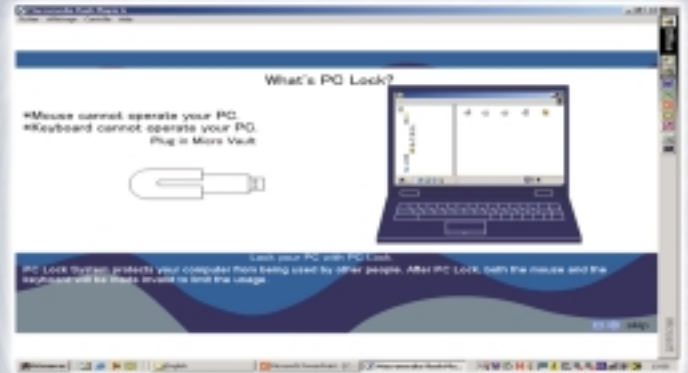 What's PC Lock?
*Mouse cannot operate your PC.
*Keyboard cannot operate your PC.
Plug in Micro Vault
Lock your PC with PC Lock.
PC Lock System protects your computer from being used by other people. After PC Lock, both the mouse and the
keyboard will be made invalid to limit the usage.
skip